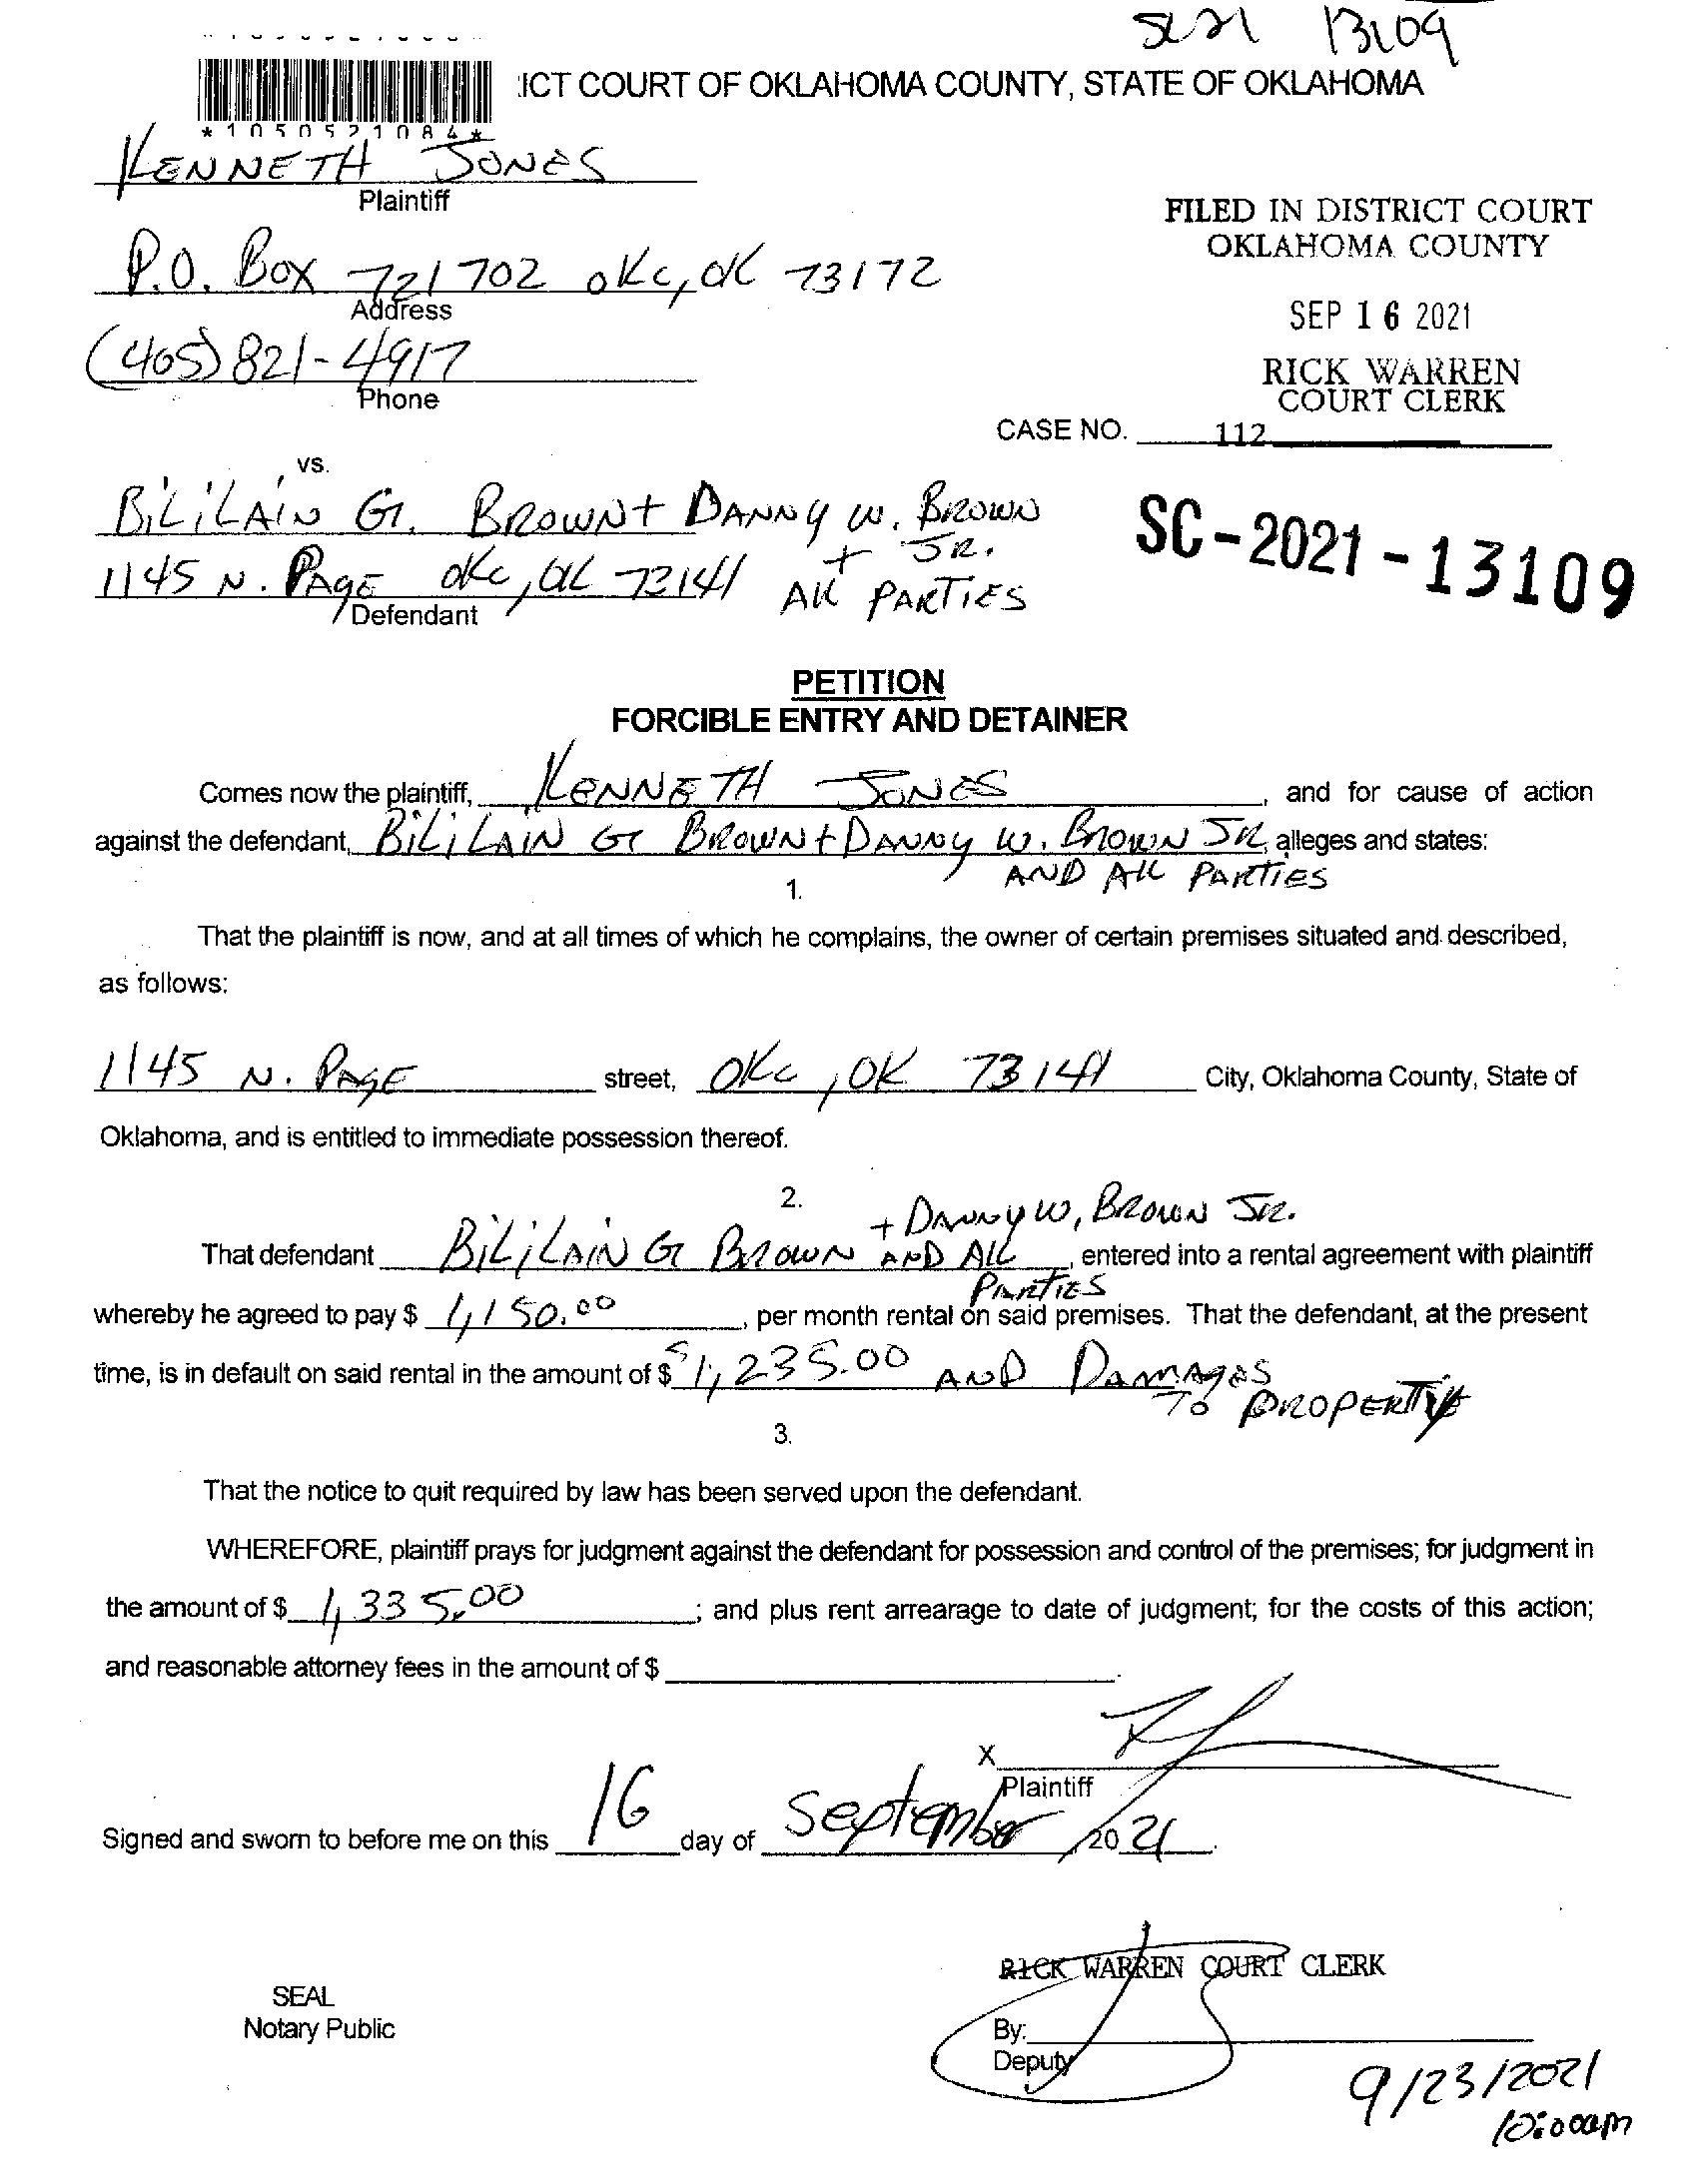 SC21 13109
ICT COURT OF OKLAHOMA COUNTY, STATE OF OKLAHOMA
*1050521084*
KENNETH JONES
Plaintiff
FILED IN DISTRICT COURT
OKLAHOMA COUNTY
P.O. Box 721702 OKC, OK 73172
Address
SEP 16 2021
(405) 821-4917
Phone
RICK WARREN
COURT CLERK
CASE NO. 112
vs.
BiLiLAiN G. BROWN + DANNY W. BROWN
JR.
SC-2021-13109
1145 N. PAGE OKC, OK 73141 + All PARTiES
Defendant
PETITION
FORCIBLE ENTRY AND DETAINER
Comes now the plaintiff, KENNETH JONES, and for cause of action
against the defendant, BiLiLAiN G BROWN + DANNY W. BROWN JR, alleges and states:
AND All PARTiES
1.
That the plaintiff is now, and at all times of which he complains, the owner of certain premises situated and described,
as follows:
1145 N. PAGE street, OKC, OK 73141 City, Oklahoma County, State of
Oklahoma, and is entitled to immediate possession thereof.
2.
+ DANNY W, BROWN JR.
That defendant BiLiLAiN G BROWN AND All, entered into a rental agreement with plaintiff
PARTiES
whereby he agreed to pay $ 1,150.00, per month rental on said premises. That the defendant, at the present
time, is in default on said rental in the amount of $ $1,235.00 AND DAMAGES
TO PROPERTY
3.
That the notice to quit required by law has been served upon the defendant.
WHEREFORE, plaintiff prays for judgment against the defendant for possession and control of the premises; for judgment in
the amount of $ 1,335.00; and plus rent arrearage to date of judgment; for the costs of this action;
and reasonable attorney fees in the amount of $ .
X
Plaintiff
Signed and sworn to before me on this 16 day of September, 2021.
RICK WARREN COURT CLERK
SEAL
Notary Public
By:
Deputy
9/23/2021
10:00am